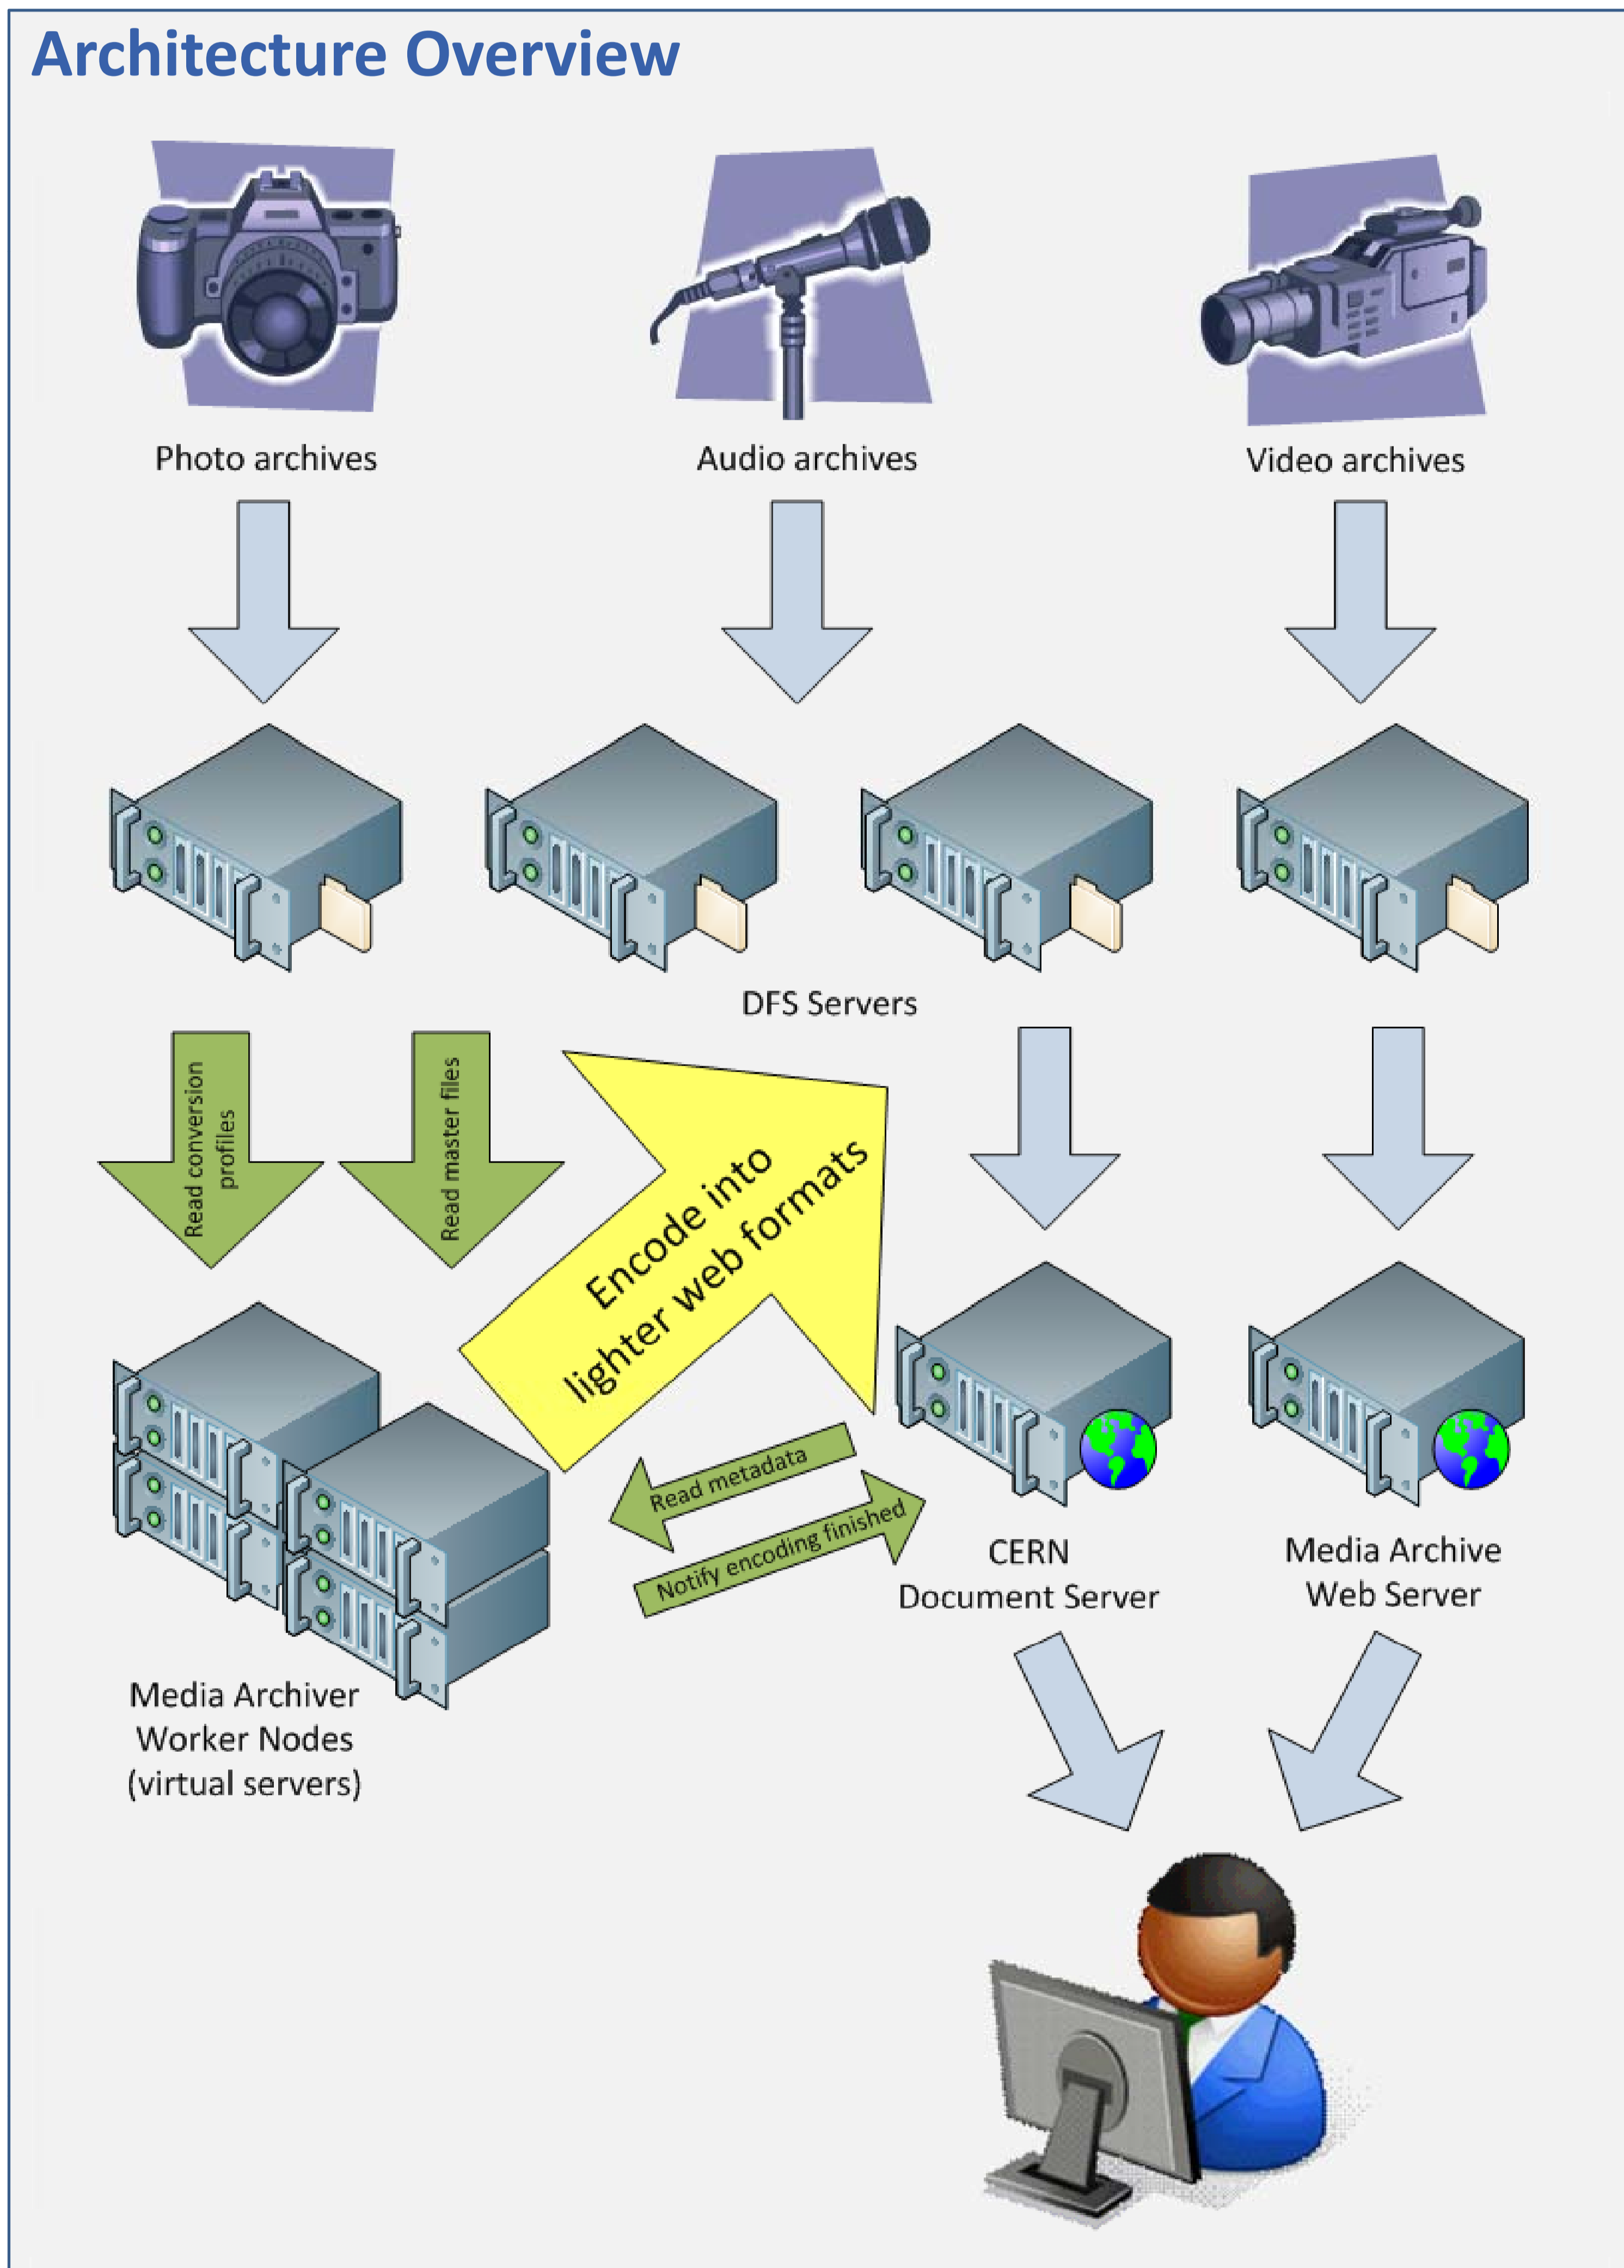 Architecture Overview
Photo archives
Audio archives
Video archives
DFS Servers
Read conversion
profiles
Read master files
Encode into
lighter web formats
Read metadata
Notify encoding finished
CERN
Document Server
Media Archive
Web Server
Media Archiver
Worker Nodes
(virtual servers)